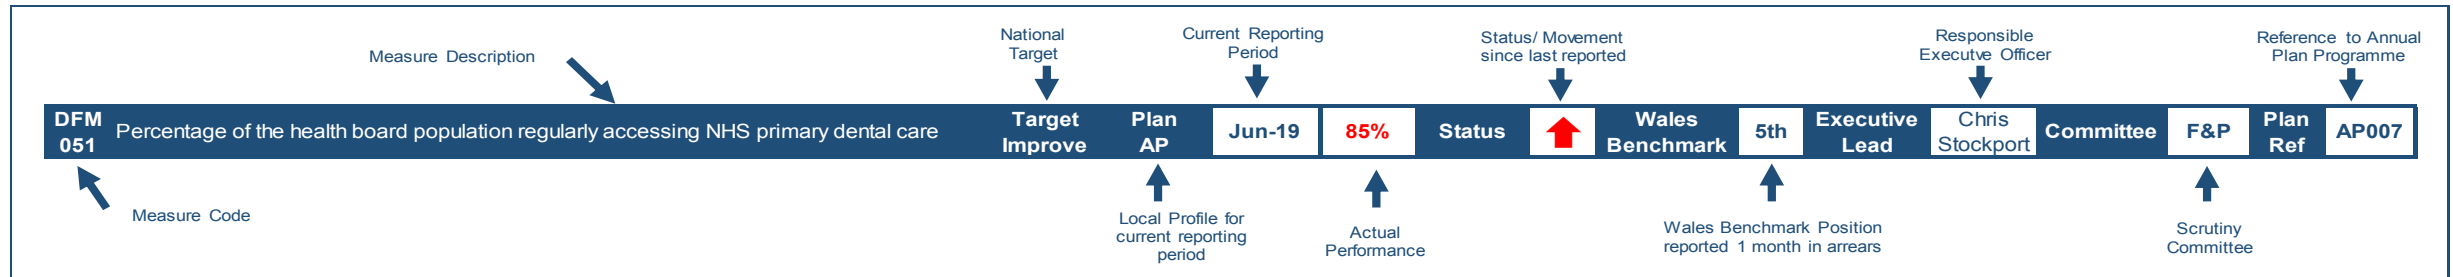 Measure Description
National
Target
Current Reporting
Period
Status/ Movement
since last reported
Responsible
Executve Officer
Reference to Annual
Plan Programme
DFM
051
Percentage of the health board population regularly accessing NHS primary dental care
Target
Improve
Plan
AP
Jun-19
85%
Status
Wales
Benchmark
5th
Executive
Lead
Chris
Stockport
Committee
F&P
Plan
Ref
AP007
Measure Code
Local Profile for
current reporting
period
Actual
Performance
Wales Benchmark Position
reported 1 month in arrears
Scrutiny
Committee